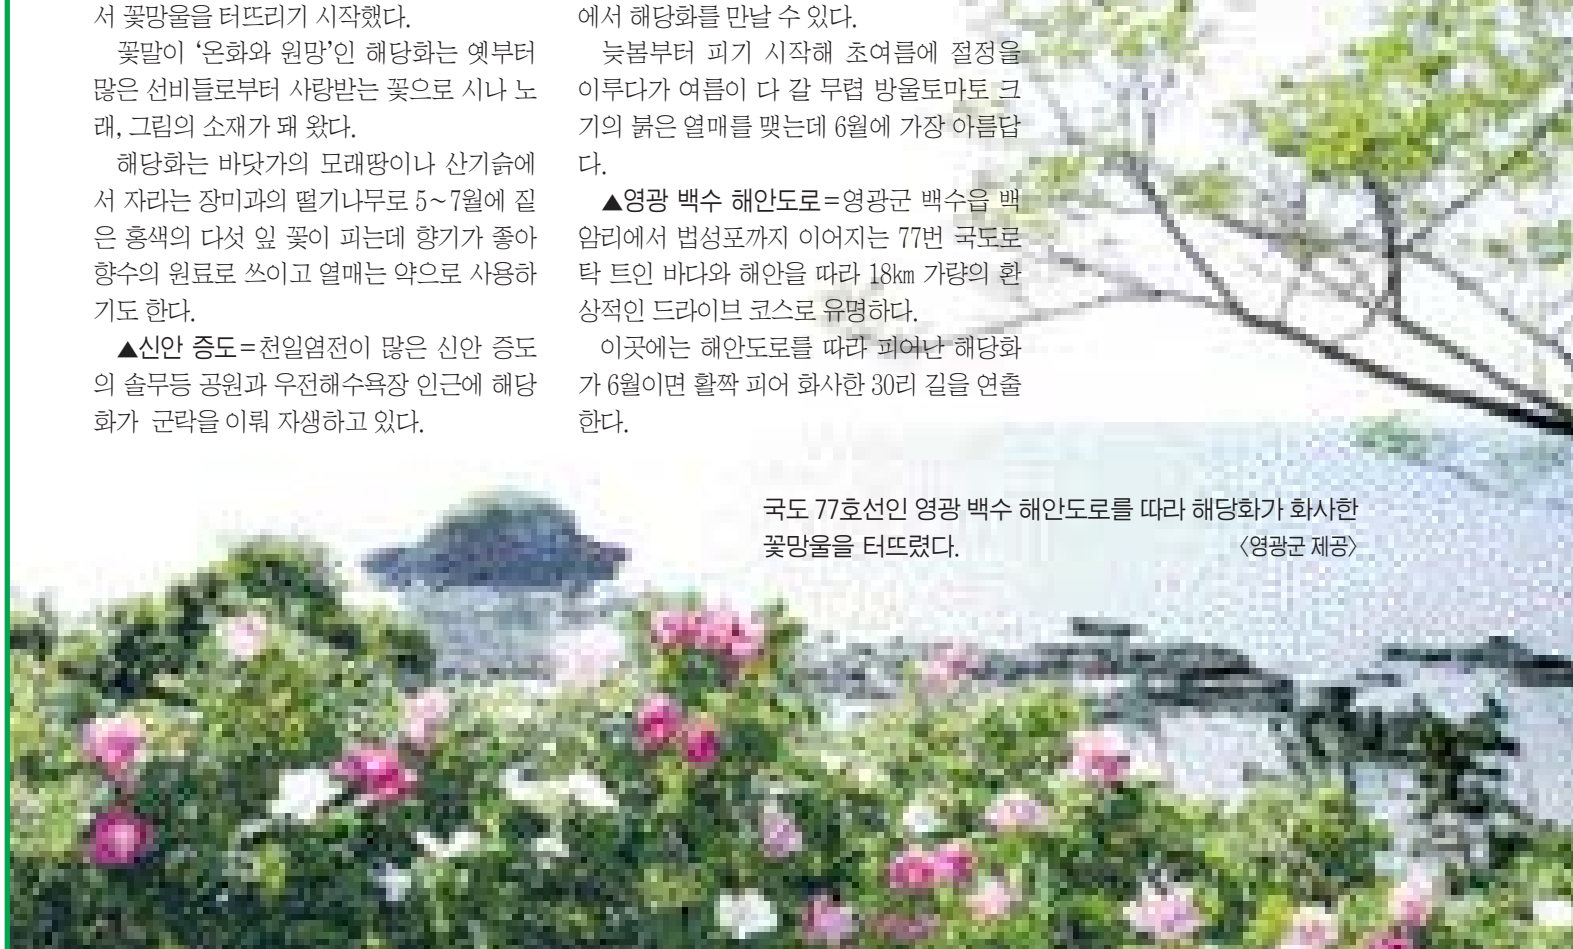 서 꽃망울을 터뜨리기 시작했다.
꽃말이 ‘온화와 원망’인 해당화는 옛부터
많은 선비들로부터 사랑받는 꽃으로 시나 노
래, 그림의 소재가 돼 왔다.
해당화는 바닷가의 모래땅이나 산기슭에
서 자라는 장미과의 떨기나무로 5~7월에 짙
은 홍색의 다섯 잎 꽃이 피는데 향기가 좋아
향수의 원료로 쓰이고 열매는 약으로 사용하
기도 한다.
▲신안 증도=천일염전이 많은 신안 증도
의 솔무등 공원과 우전해수욕장 인근에 해당
화가 군락을 이뤄 자생하고 있다.
에서 해당화를 만날 수 있다.
늦봄부터 피기 시작해 초여름에 절정을
이루다가 여름이 다 갈 무렵 방울토마토 크
기의 붉은 열매를 맺는데 6월에 가장 아름답
다.
▲영광 백수 해안도로=영광군 백수읍 백
암리에서 법성포까지 이어지는 77번 국도로
탁 트인 바다와 해안을 따라 18㎞ 가량의 환
상적인 드라이브 코스로 유명하다.
이곳에는 해안도로를 따라 피어난 해당화
가 6월이면 활짝 피어 화사한 30리 길을 연출
한다.
국도 77호선인 영광 백수 해안도로를 따라 해당화가 화사한
꽃망울을 터뜨렸다. 〈영광군 제공〉